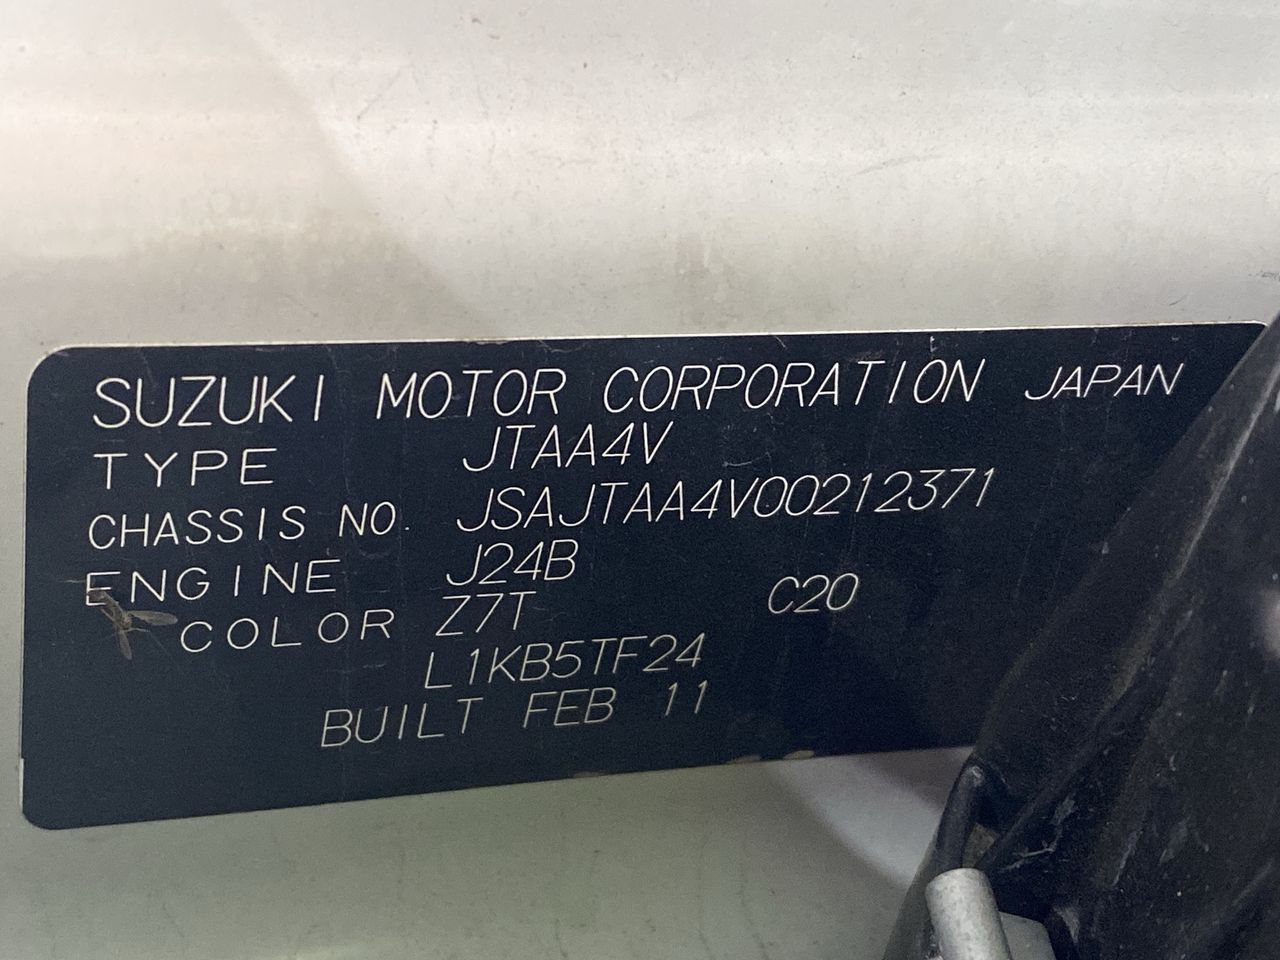 SUZUKI MOTOR CORPORATION JAPAN
TYPE JTAA4V
CHASSIS NO. JSAJTAA4V00212371
ENGINE J24B
COLOR Z7T C20
L1KB5TF24
BUILT FEB 11